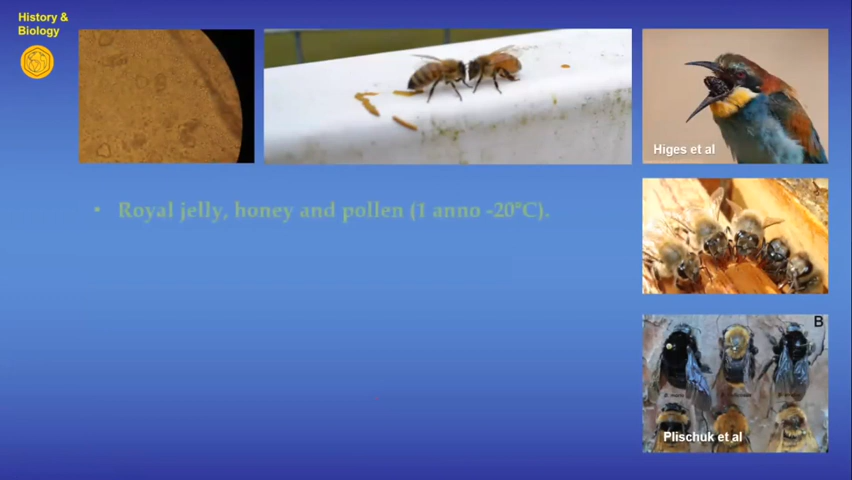 History &
Biology
Higes et al
• Royal jelly, honey and pollen (1 anno -20°C).
B
Plischuk et al